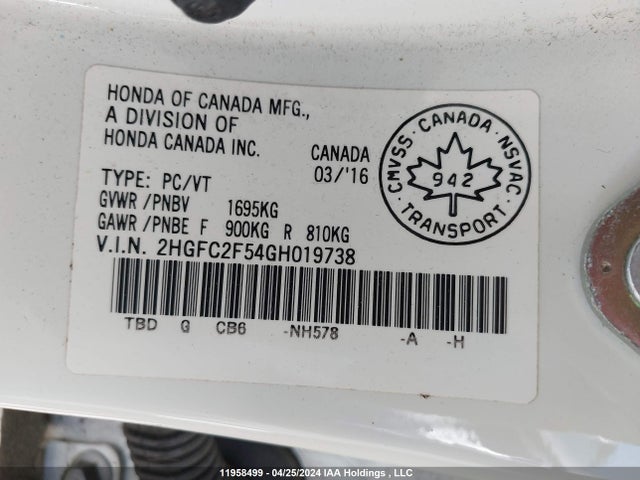 HONDA OF CANADA MFG.,
A DIVISION OF
HONDA CANADA INC.
CANADA
03/'16
TYPE: PC/VT
GVWR/PNBV 1695KG
GAWR/PNBE F 900KG R 810KG
V.I.N. 2HGFC2F54GH019738
TBD G CB6 -NH578 -A -H
CMVSS · CANADA · NSVAC
942
TRANSPORT
11958499 - 04/25/2024 IAA Holdings , LLC